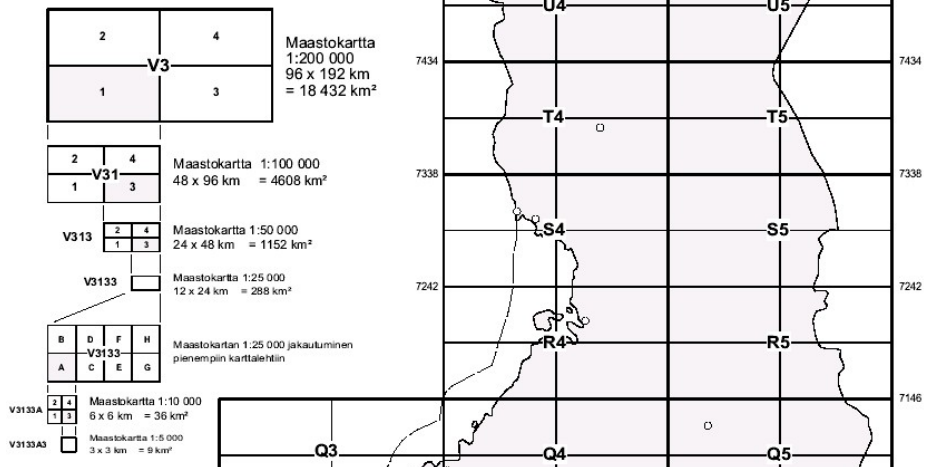 2 4
V3
1 3
Maastokartta
1:200 000
96 x 192 km
= 18 432 km²
2 4
V31
1 3
Maastokartta 1:100 000
48 x 96 km = 4608 km²
V313
2 4
1 3
Maastokartta 1:50 000
24 x 48 km = 1152 km²
V3133
Maastokartta 1:25 000
12 x 24 km = 288 km²
B D F H
V3133
A C E G
Maastokartan 1:25 000 jakautuminen
pienempiin karttalehtiin
V3133A
2 4
1 3
Maastokartta 1:10 000
6 x 6 km = 36 km²
V3133A3
Maastokartta 1:5 000
3 x 3 km = 9 km²
U4 U5
7434 7434
T4 T5
7338 7338
S4 S5
7242 7242
R4 R5
7146 7146
Q3 Q4 Q5